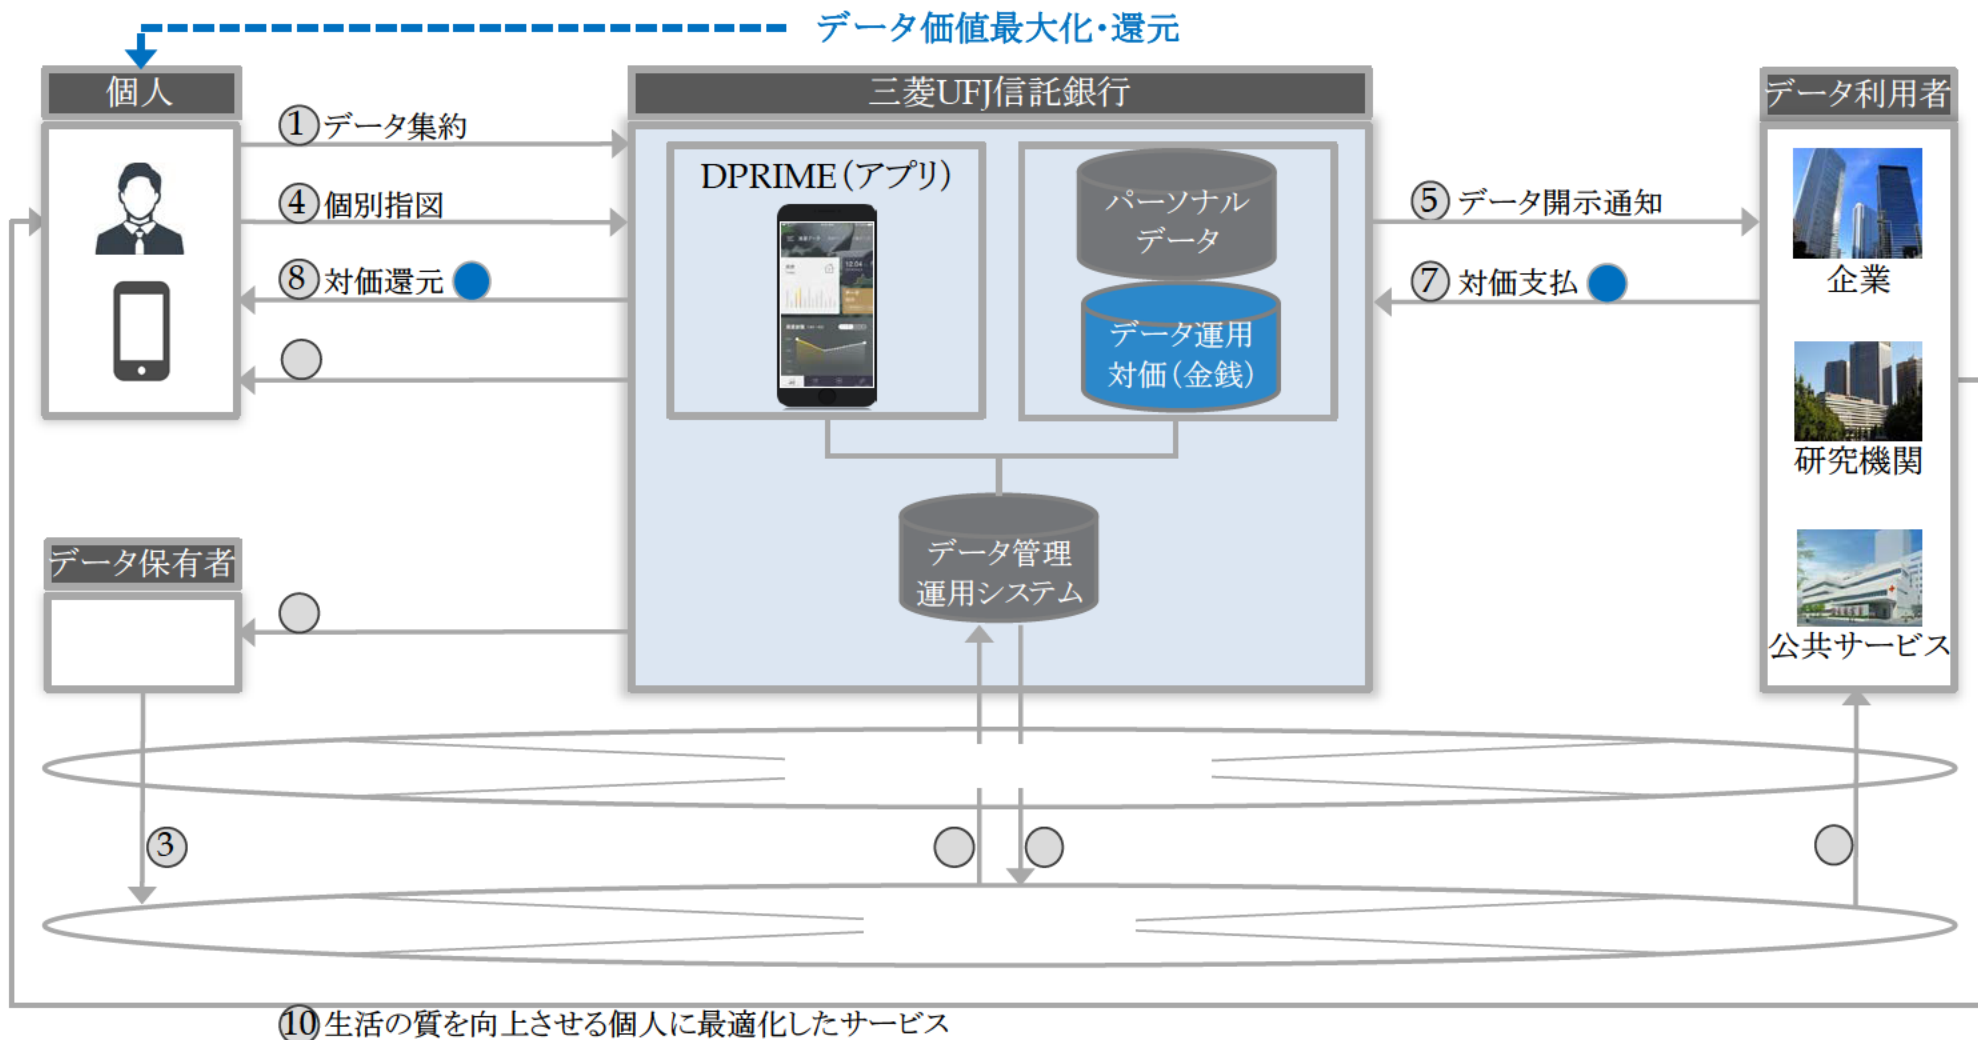 データ価値最大化・還元
個人
三菱UFJ信託銀行
データ利用者
①データ集約
④個別指図
⑧対価還元
DPRIME（アプリ）
パーソナル
データ
データ運用
対価（金銭）
⑤データ開示通知
⑦対価支払
企業
研究機関
公共サービス
データ保有者
データ管理
運用システム
③
⑩生活の質を向上させる個人に最適化したサービス